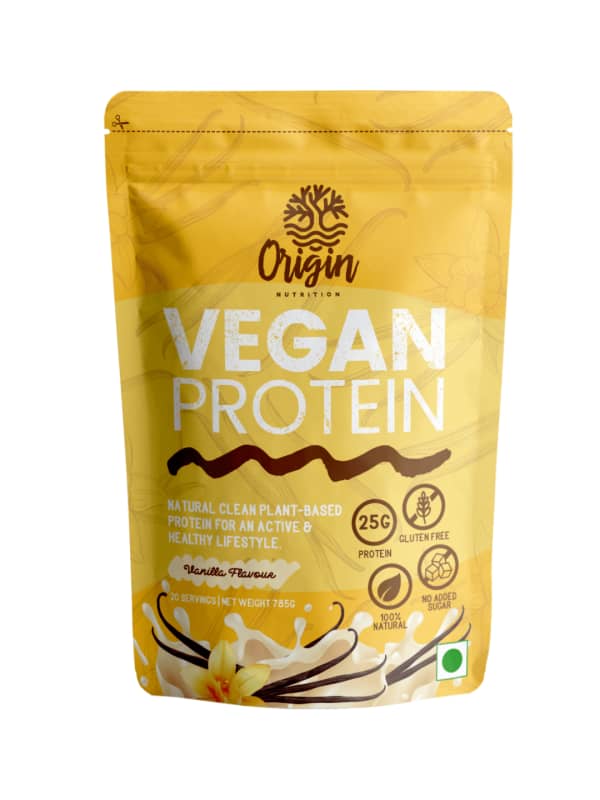 Origin
NUTRITION
VEGAN
PROTEIN
NATURAL CLEAN PLANT-BASED
PROTEIN FOR AN ACTIVE &
HEALTHY LIFESTYLE.
Vanilla Flavour
20 SERVINGS | NET WEIGHT 785G
25G
PROTEIN
GLUTEN FREE
100%
NATURAL
NO ADDED
SUGAR